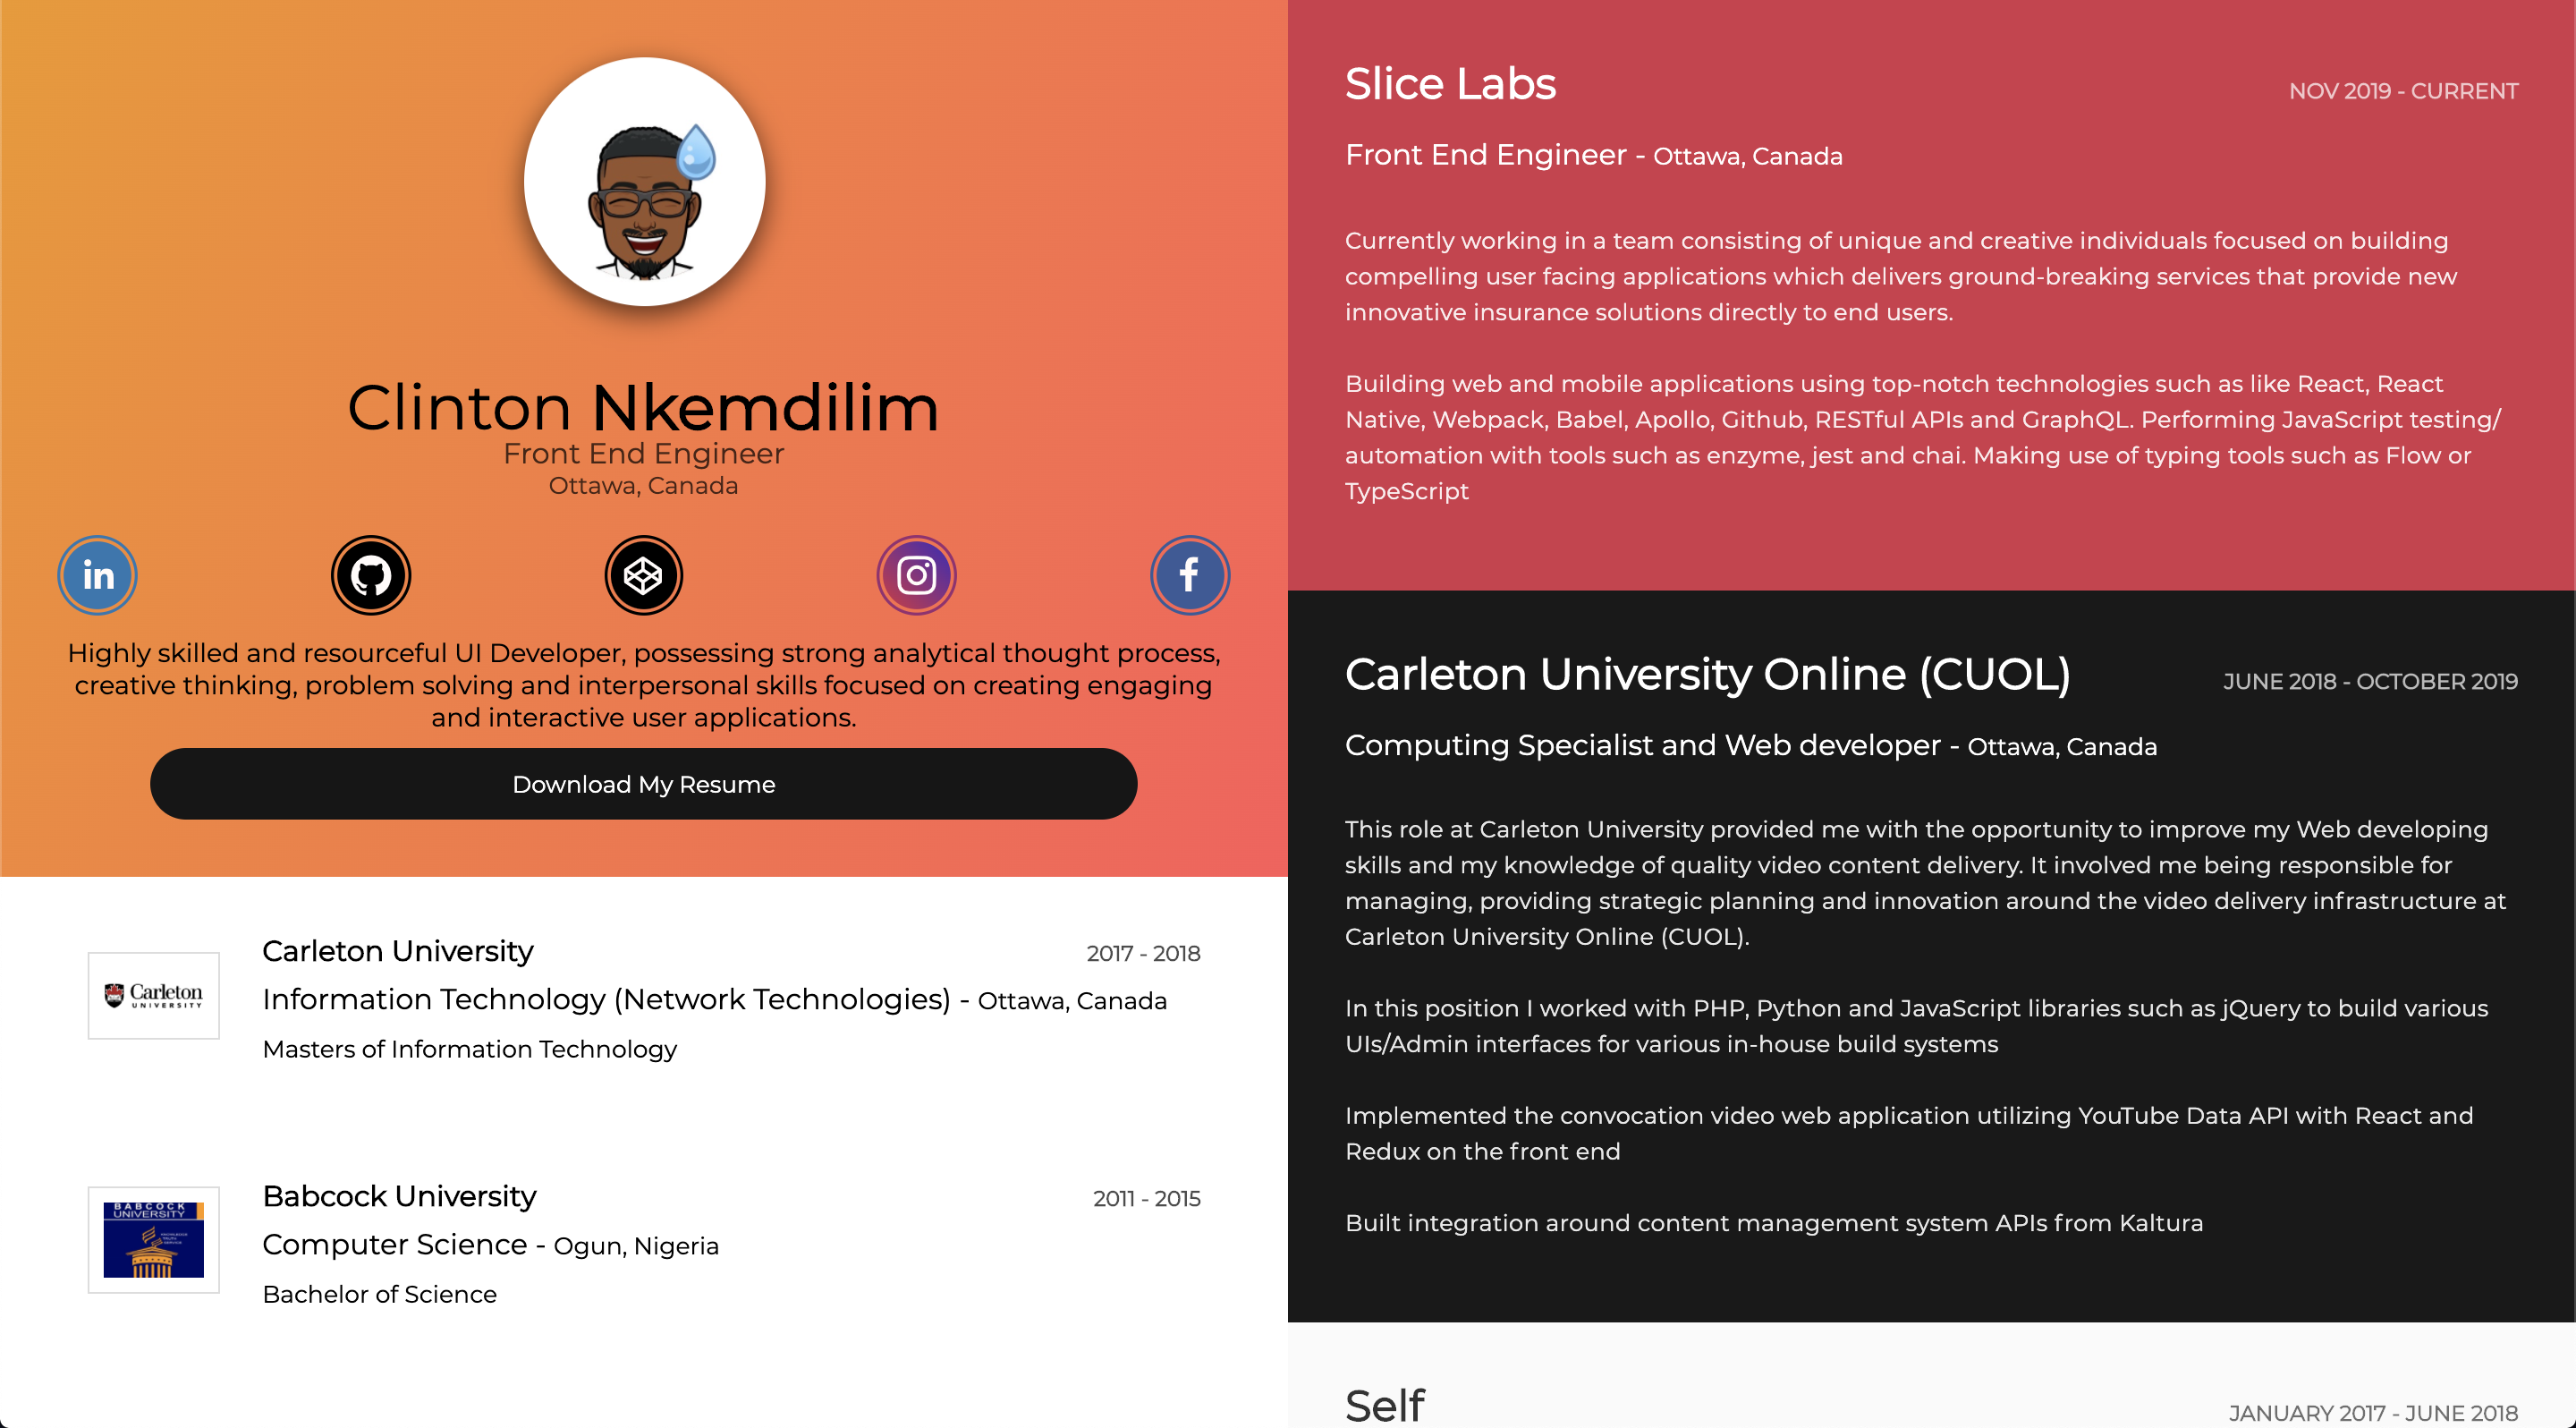 Clinton Nkemdilim
Front End Engineer
Ottawa, Canada
in
f
Highly skilled and resourceful UI Developer, possessing strong analytical thought process,
creative thinking, problem solving and interpersonal skills focused on creating engaging
and interactive user applications.
Download My Resume
Carleton
UNIVERSITY
Carleton University
2017 - 2018
Information Technology (Network Technologies) - Ottawa, Canada
Masters of Information Technology
BABCOCK
UNIVERSITY
Babcock University
2011 - 2015
Computer Science - Ogun, Nigeria
Bachelor of Science
Slice Labs
NOV 2019 - CURRENT
Front End Engineer - Ottawa, Canada
Currently working in a team consisting of unique and creative individuals focused on building
compelling user facing applications which delivers ground-breaking services that provide new
innovative insurance solutions directly to end users.
Building web and mobile applications using top-notch technologies such as like React, React
Native, Webpack, Babel, Apollo, Github, RESTful APIs and GraphQL. Performing JavaScript testing/
automation with tools such as enzyme, jest and chai. Making use of typing tools such as Flow or
TypeScript
Carleton University Online (CUOL)
JUNE 2018 - OCTOBER 2019
Computing Specialist and Web developer - Ottawa, Canada
This role at Carleton University provided me with the opportunity to improve my Web developing
skills and my knowledge of quality video content delivery. It involved me being responsible for
managing, providing strategic planning and innovation around the video delivery infrastructure at
Carleton University Online (CUOL).
In this position I worked with PHP, Python and JavaScript libraries such as jQuery to build various
UIs/Admin interfaces for various in-house build systems
Implemented the convocation video web application utilizing YouTube Data API with React and
Redux on the front end
Built integration around content management system APIs from Kaltura
Self
JANUARY 2017 - JUNE 2018